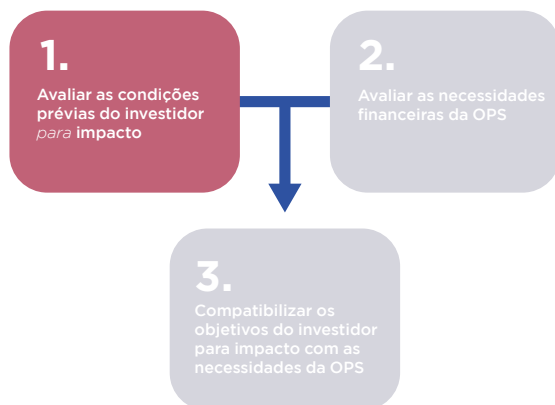 1.
Avaliar as condições
prévias do investidor
para impacto
2.
Avaliar as necessidades
financeiras da OPS
3.
Compatibilizar os
objetivos do investidor
para impacto com as
necessidades da OPS